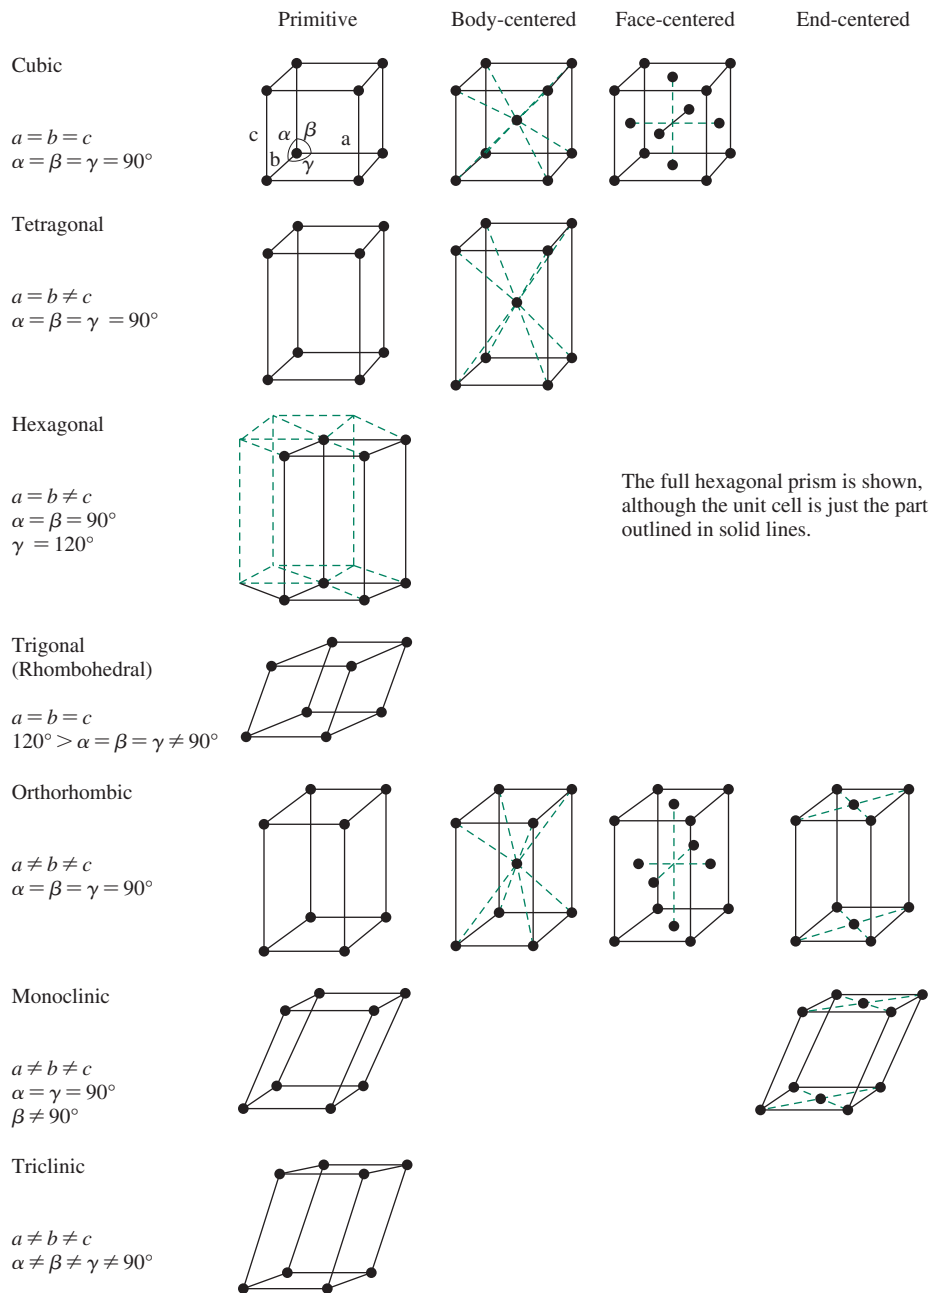 Primitive Body-centered Face-centered End-centered
Cubic
a = b = c
α = β = γ = 90°
c α β a
b γ
Tetragonal
a = b ≠ c
α = β = γ = 90°
Hexagonal
a = b ≠ c
α = β = 90°
γ = 120°
The full hexagonal prism is shown,
although the unit cell is just the part
outlined in solid lines.
Trigonal
(Rhombohedral)
a = b = c
120° > α = β = γ ≠ 90°
Orthorhombic
a ≠ b ≠ c
α = β = γ = 90°
Monoclinic
a ≠ b ≠ c
α = γ = 90°
β ≠ 90°
Triclinic
a ≠ b ≠ c
α ≠ β ≠ γ ≠ 90°